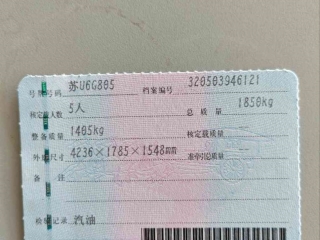 号牌号码 苏U6G805 档案编号 320503946121
核定载人数 5人 总质量 1850kg
整备质量 1405kg 核定载质量 --
外廓尺寸 4236×1785×1548mm 准牵引总质量 --
备注
检验记录 汽油